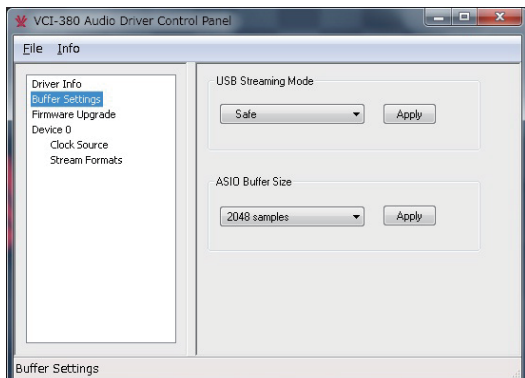 VCI-380 Audio Driver Control Panel
File Info
Driver Info
Buffer Settings
Firmware Upgrade
Device 0
Clock Source
Stream Formats
USB Streaming Mode
Safe
Apply
ASIO Buffer Size
2048 samples
Apply
Buffer Settings